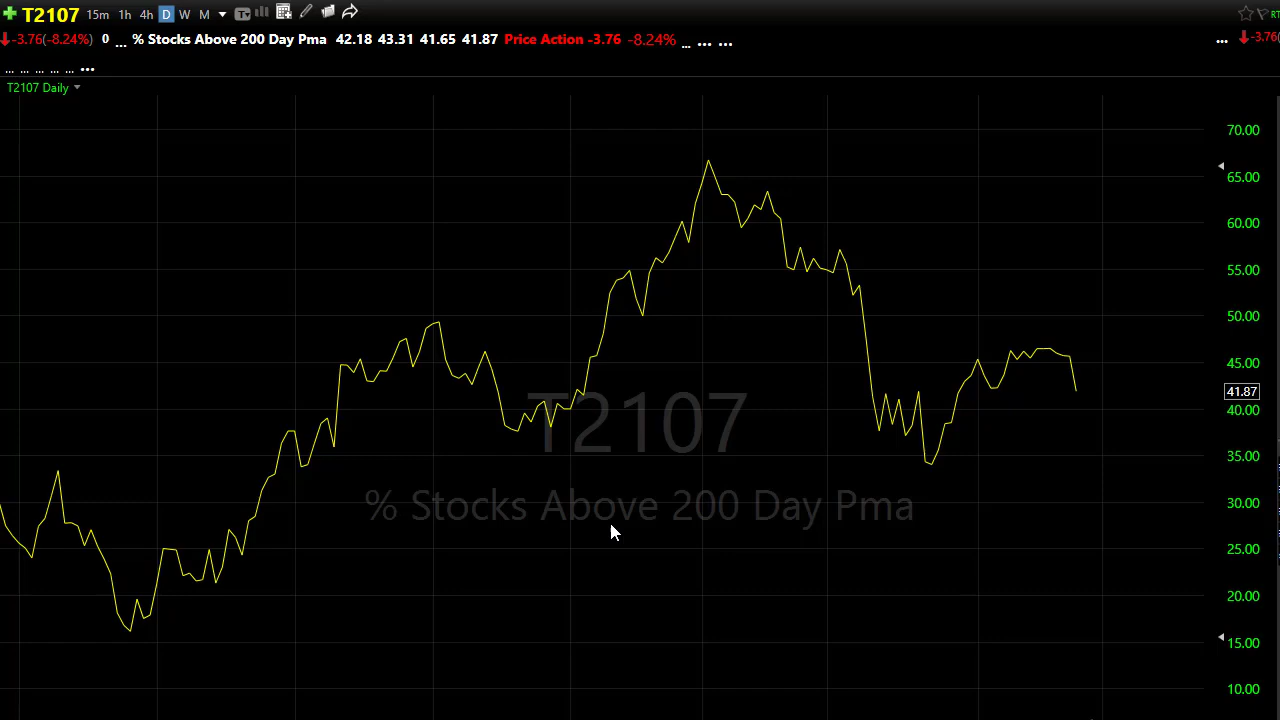 T2107 15m 1h 4h D W M RT
-3.76(-8.24%) 0 ... % Stocks Above 200 Day Pma 42.18 43.31 41.65 41.87 Price Action -3.76 -8.24% ... ... ... ... -3.76(
... ... ... ... ... ...
T2107 Daily
70.00
65.00
60.00
55.00
50.00
45.00
41.87
40.00
35.00
30.00
25.00
20.00
15.00
10.00
T2107
% Stocks Above 200 Day Pma